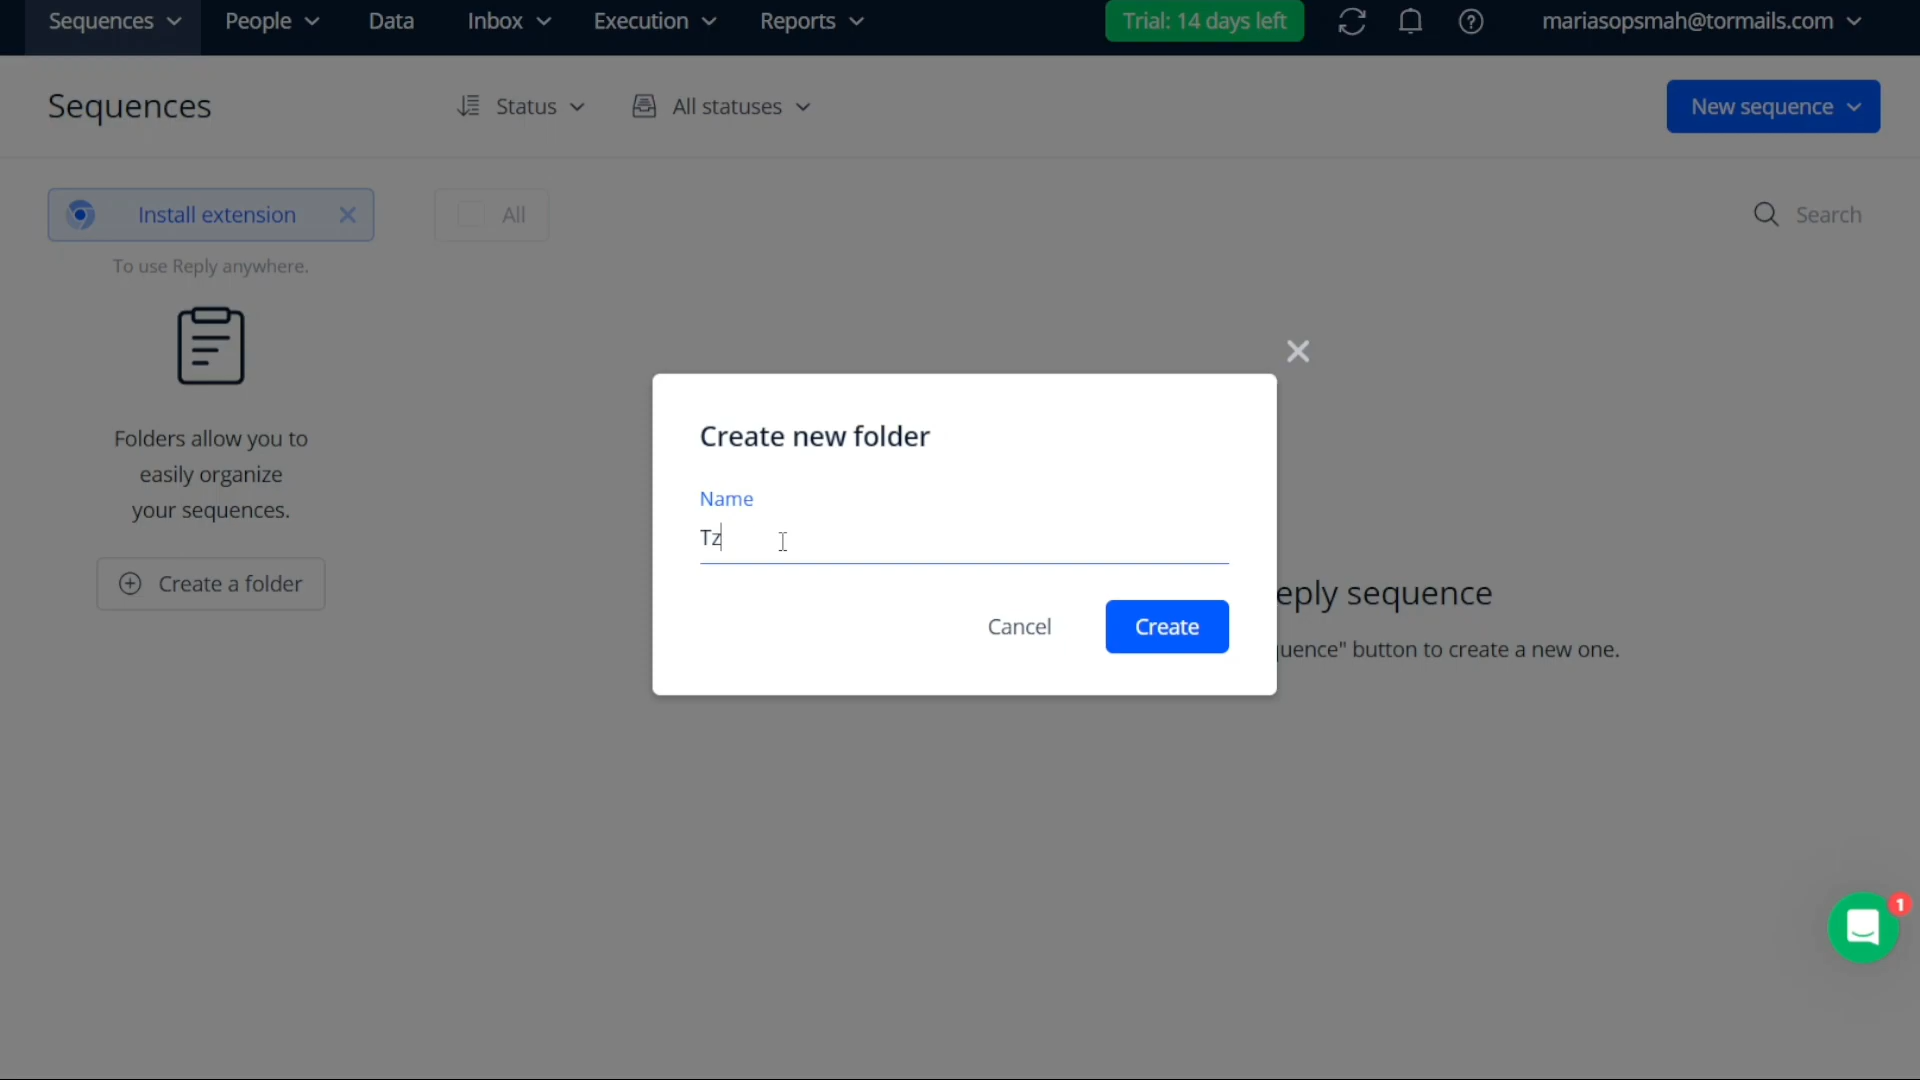 Sequences People Data Inbox Execution Reports Trial: 14 days left mariasopsmah@tormails.com
Sequences Status All statuses New sequence
Install extension All Search
To use Reply anywhere.
Folders allow you to
easily organize
your sequences.
Create a folder
Create new folder
Name
Tz
Cancel Create
eply sequence
uence" button to create a new one.
1